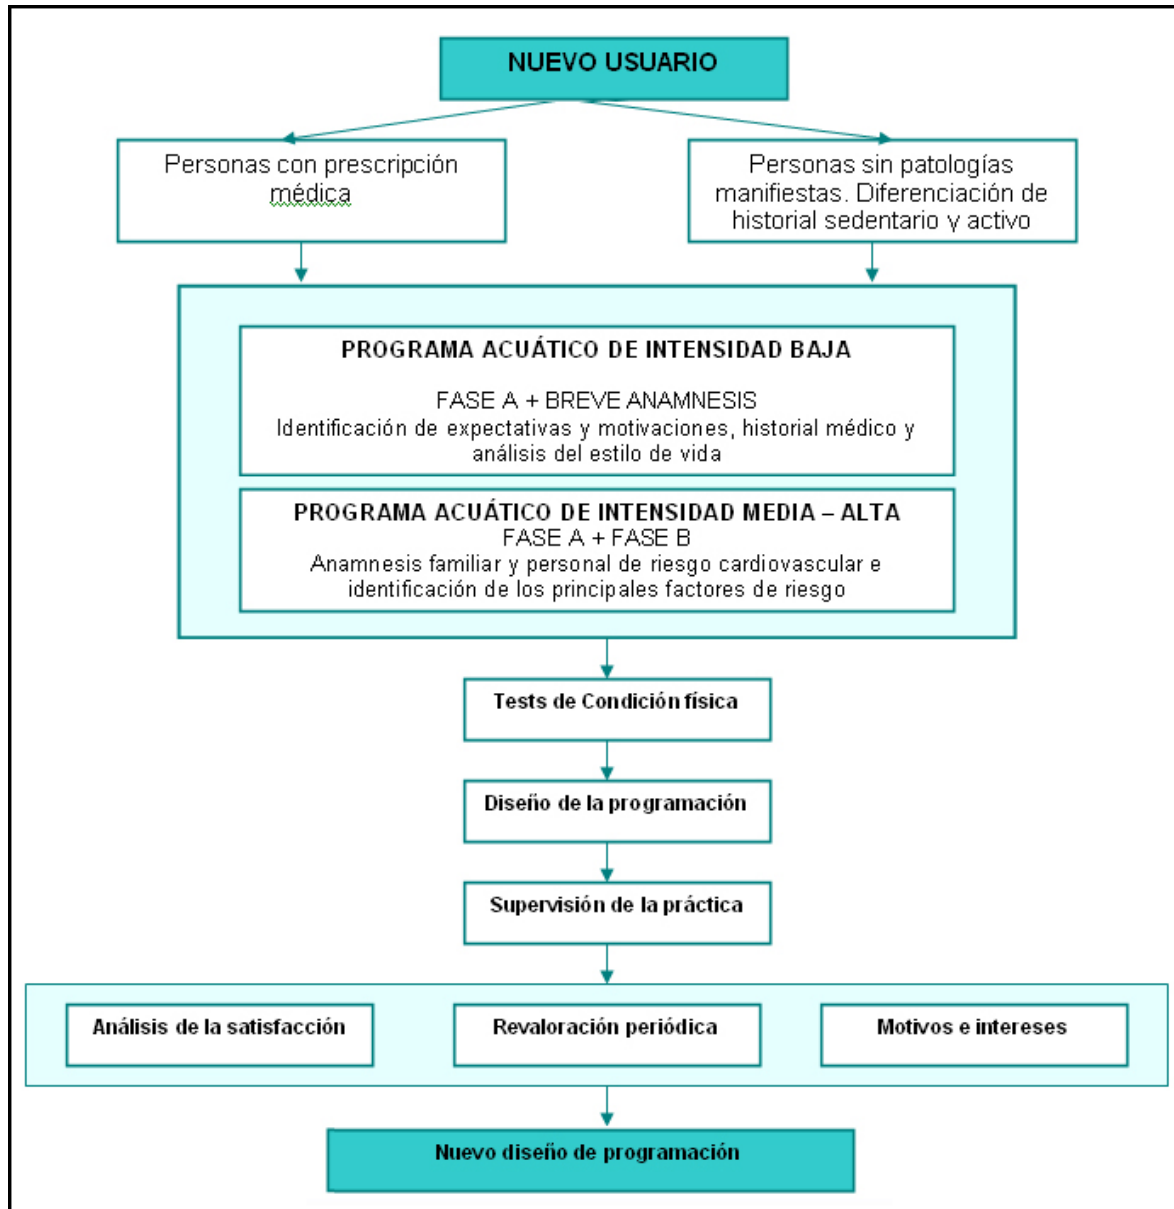 NUEVO USUARIO
Personas con prescripción
médica
Personas sin patologías
manifiestas. Diferenciación de
historial sedentario y activo
PROGRAMA ACUÁTICO DE INTENSIDAD BAJA
FASE A + BREVE ANAMNESIS
Identificación de expectativas y motivaciones, historial médico y
análisis del estilo de vida
PROGRAMA ACUÁTICO DE INTENSIDAD MEDIA – ALTA
FASE A + FASE B
Anamnesis familiar y personal de riesgo cardiovascular e
identificación de los principales factores de riesgo
Tests de Condición física
Diseño de la programación
Supervisión de la práctica
Análisis de la satisfacción
Revaloración periódica
Motivos e intereses
Nuevo diseño de programación